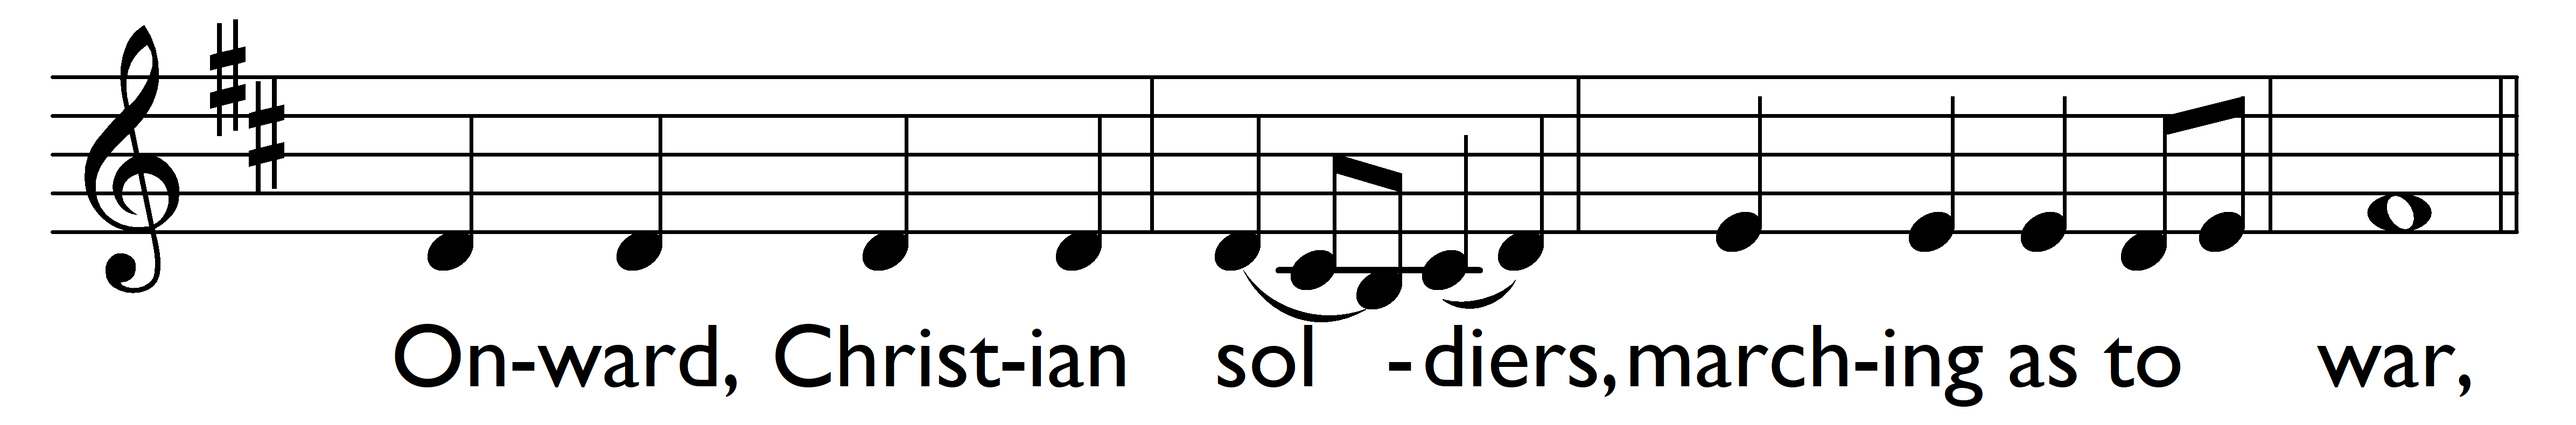 On-ward, Christ-ian sol -diers, march-ing as to war,